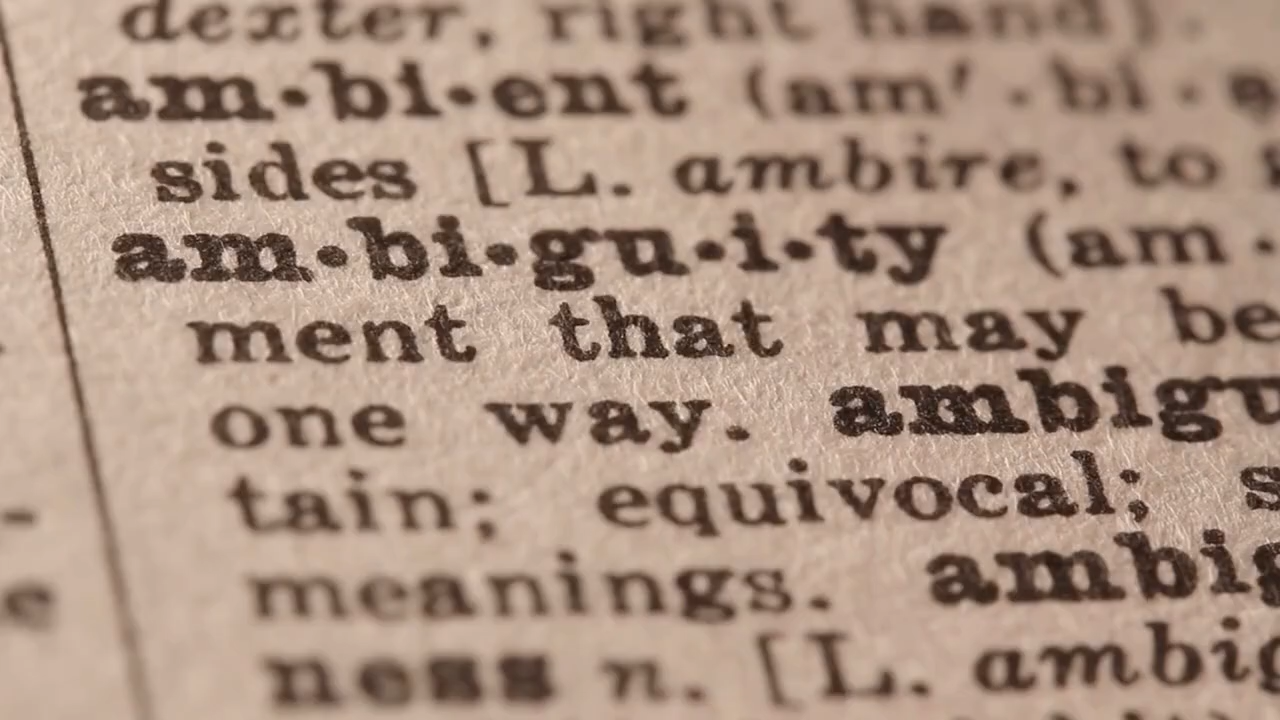 dexter, right hand].
am•bi•ent (am′ · bi ·
sides [L. ambire, to
am•bi•gu•i•ty (am ·
ment that may be
one way. ambigu
tain; equivocal; s
meanings. ambig
ness n. [L. ambig